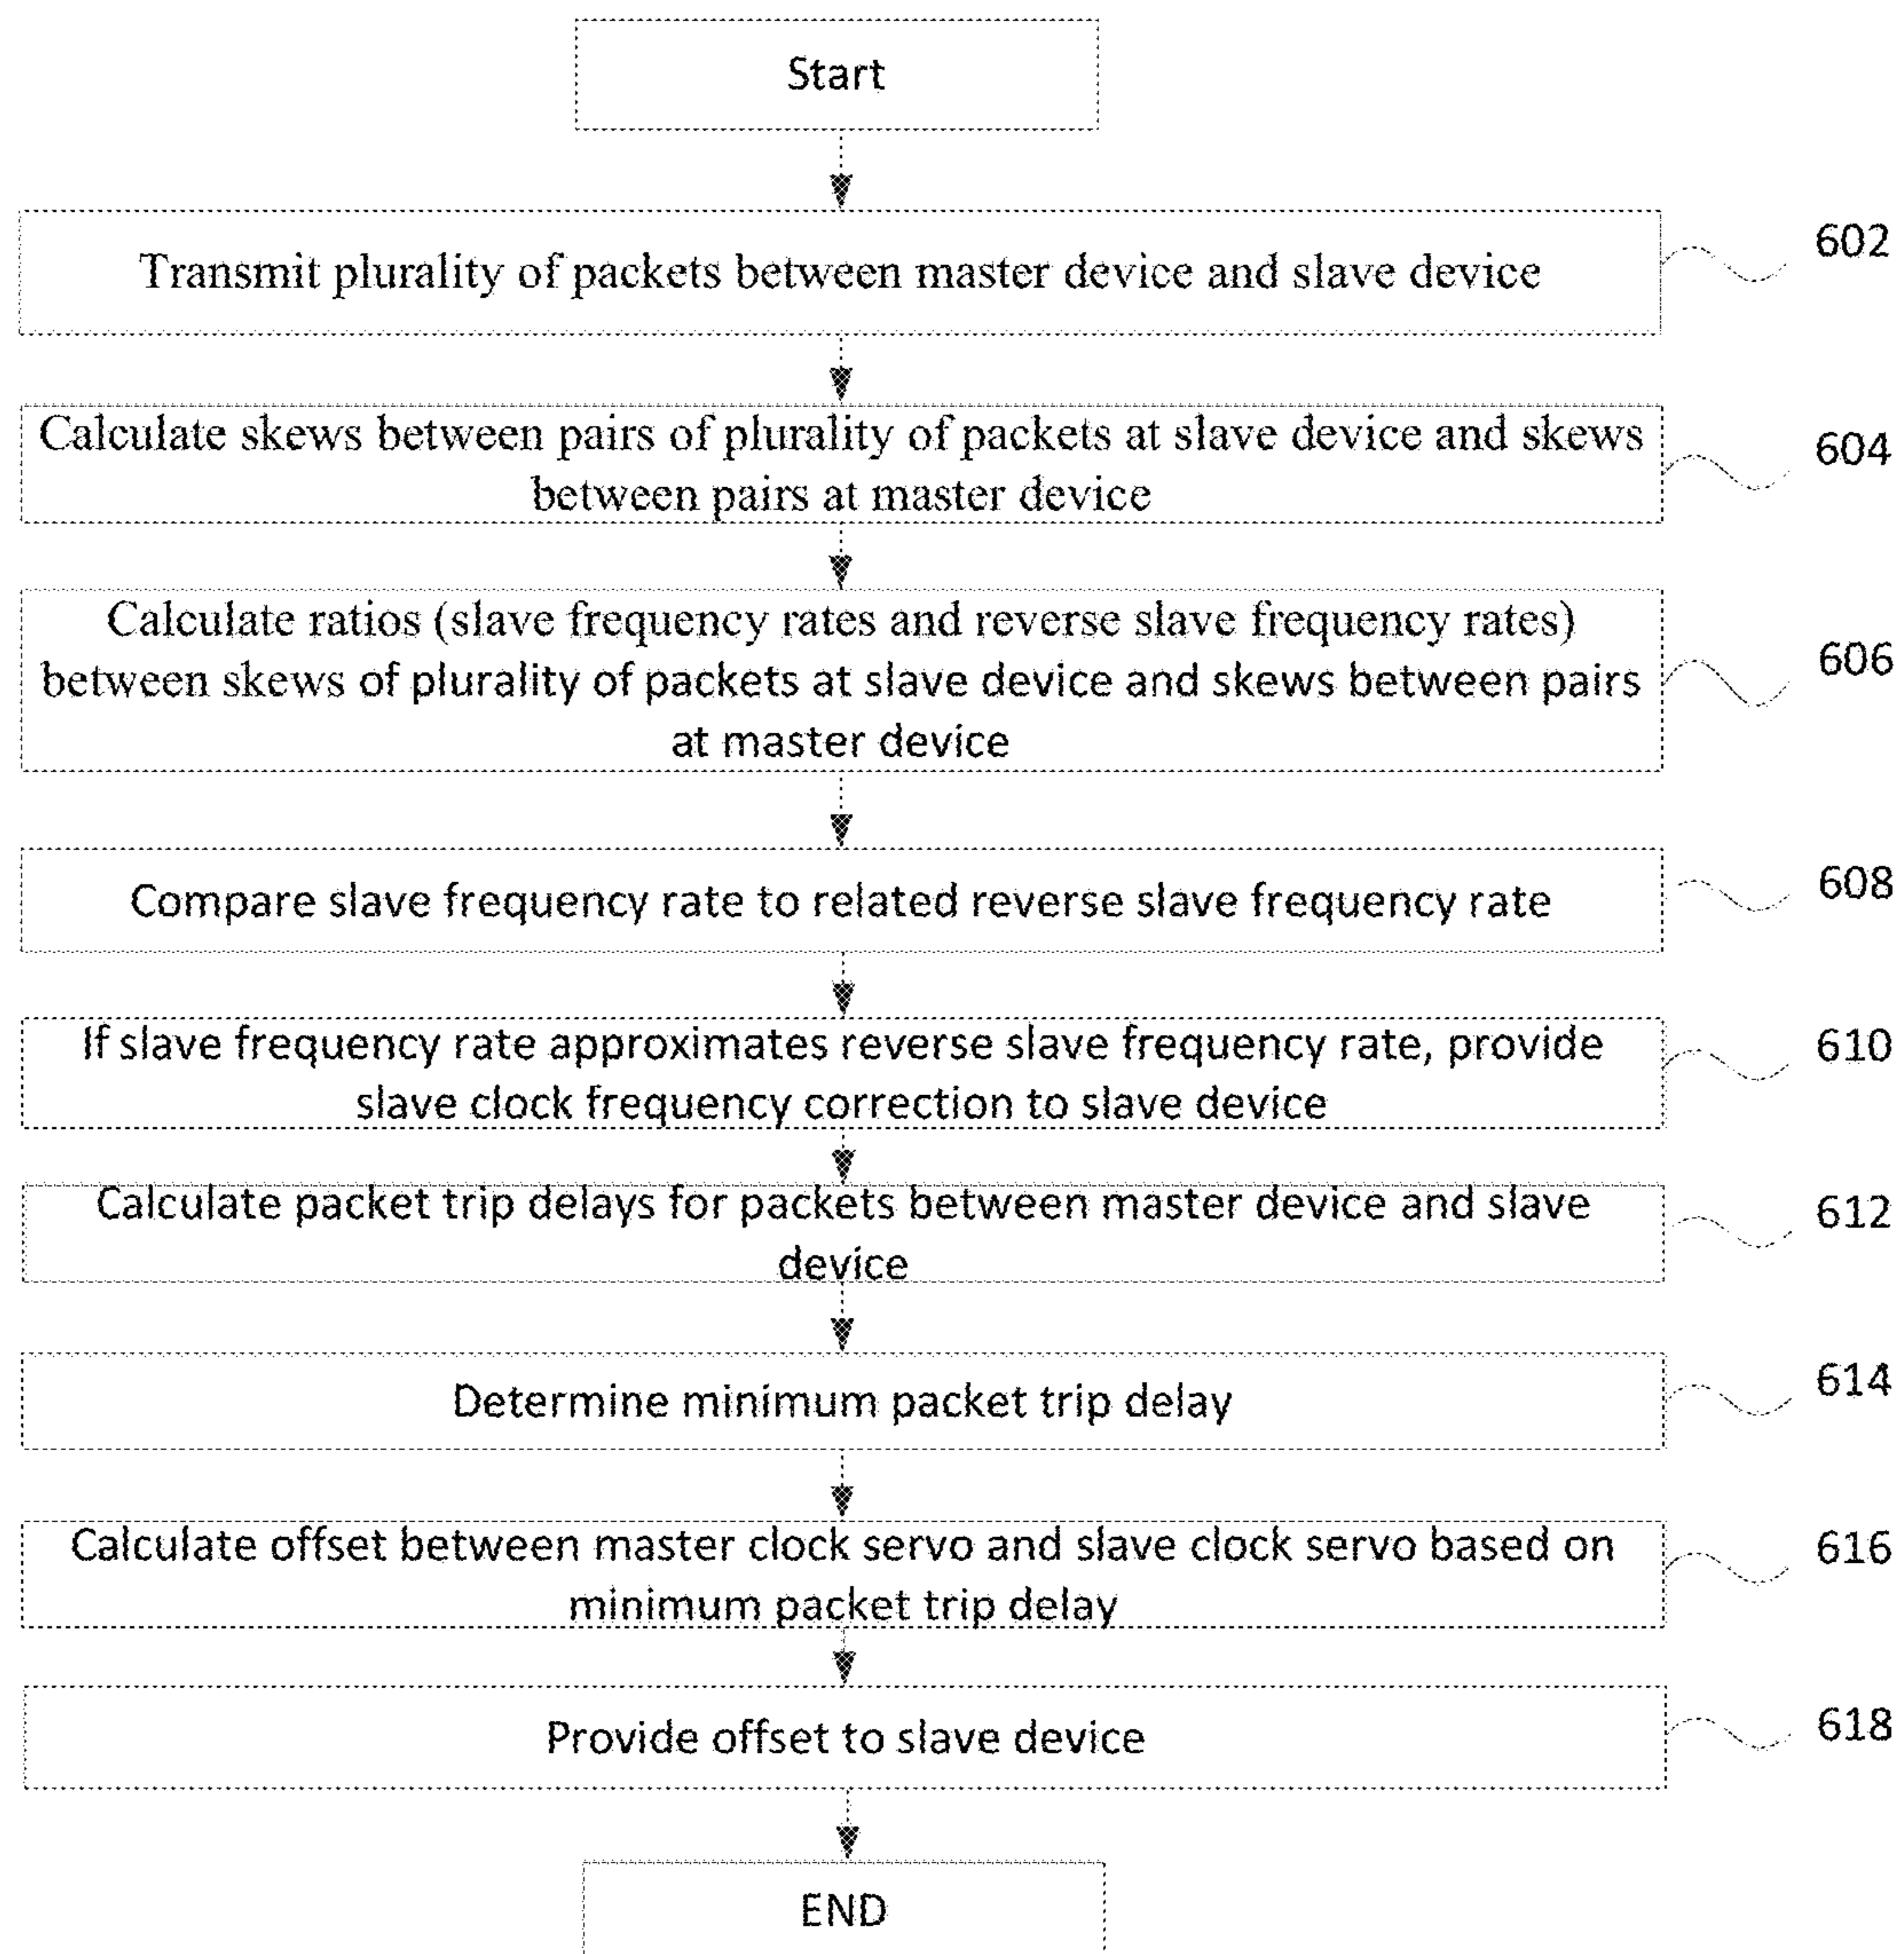 Start
Transmit plurality of packets between master device and slave device
602
Calculate skews between pairs of plurality of packets at slave device and skews
between pairs at master device
604
Calculate ratios (slave frequency rates and reverse slave frequency rates)
between skews of plurality of packets at slave device and skews between pairs
at master device
606
Compare slave frequency rate to related reverse slave frequency rate
608
If slave frequency rate approximates reverse slave frequency rate, provide
slave clock frequency correction to slave device
610
Calculate packet trip delays for packets between master device and slave
device
612
Determine minimum packet trip delay
614
Calculate offset between master clock servo and slave clock servo based on
minimum packet trip delay
616
Provide offset to slave device
618
END